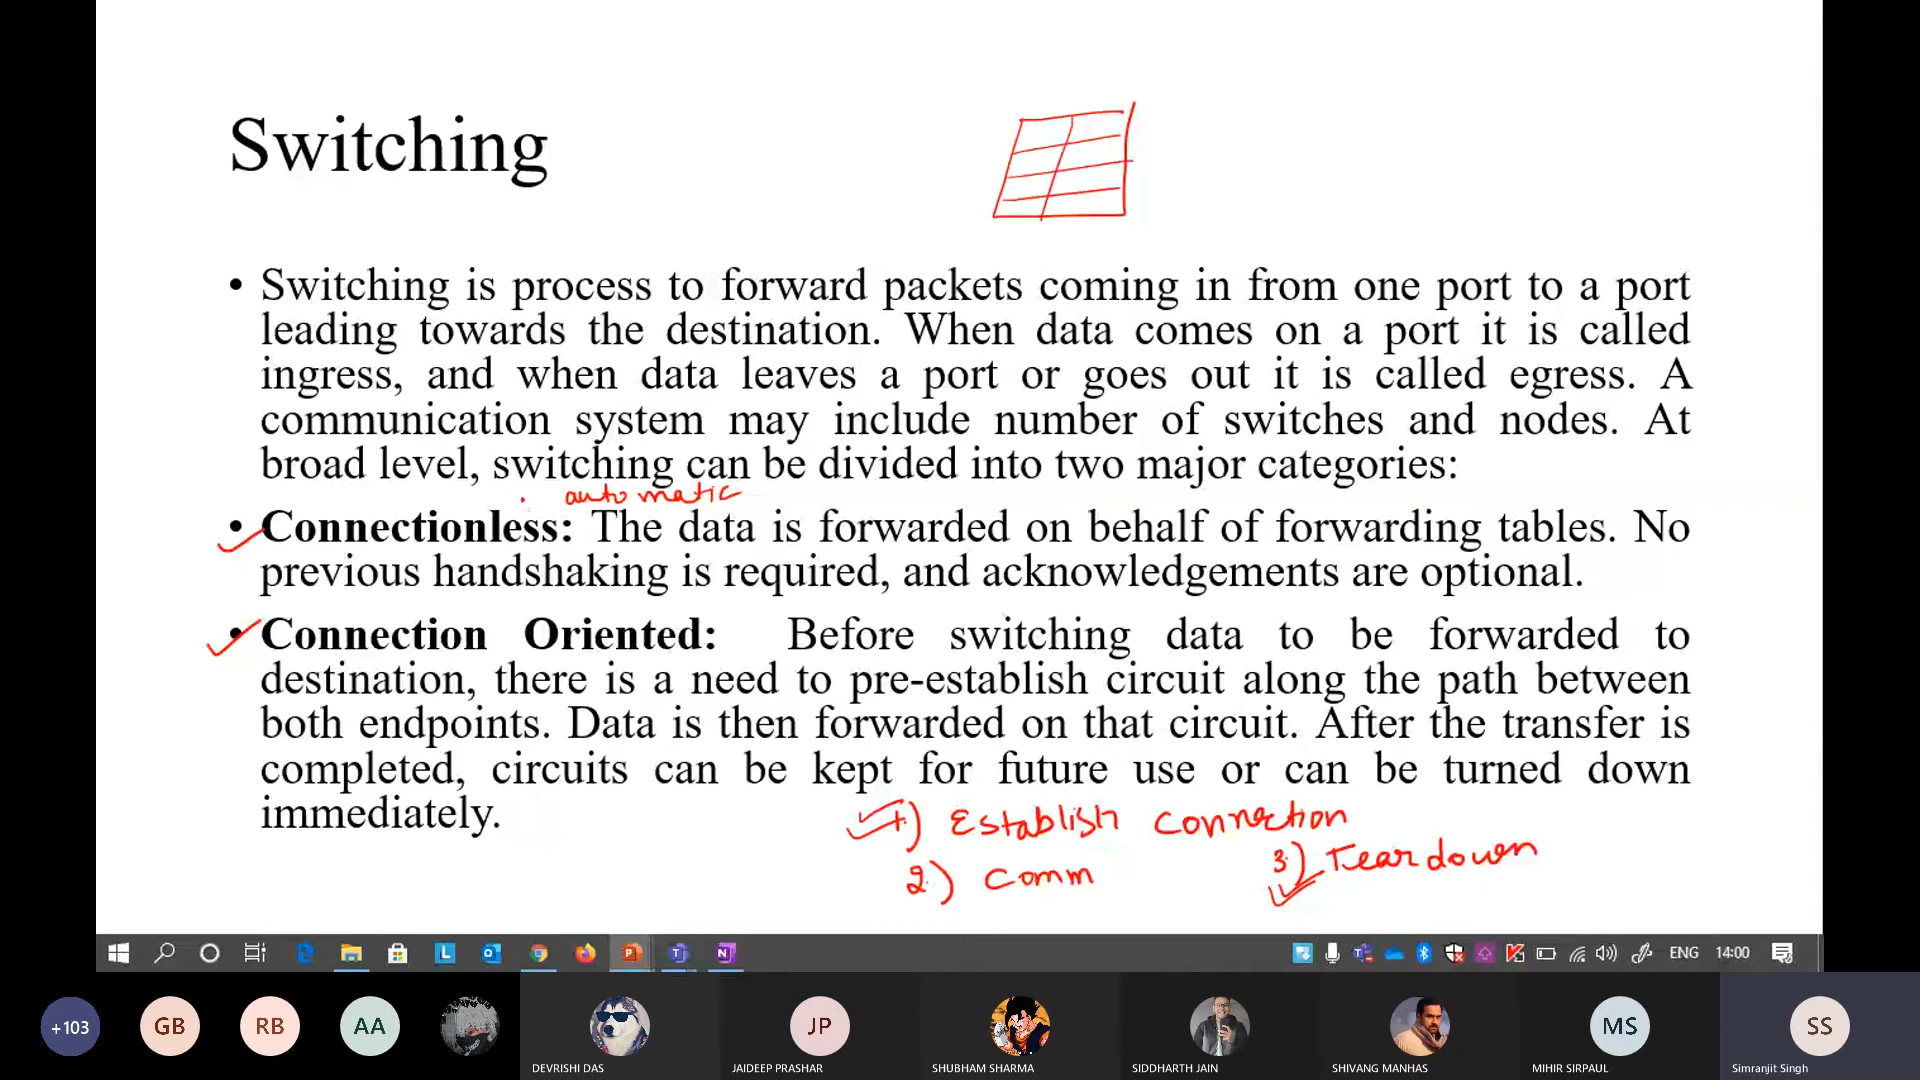 Switching
• Switching is process to forward packets coming in from one port to a port
leading towards the destination. When data comes on a port it is called
ingress, and when data leaves a port or goes out it is called egress. A
communication system may include number of switches and nodes. At
broad level, switching can be divided into two major categories:
automatic
• Connectionless: The data is forwarded on behalf of forwarding tables. No
previous handshaking is required, and acknowledgements are optional.
• Connection Oriented: Before switching data to be forwarded to
destination, there is a need to pre-establish circuit along the path between
both endpoints. Data is then forwarded on that circuit. After the transfer is
completed, circuits can be kept for future use or can be turned down
immediately.
1) Establish Connection
2) Comm
3) Tear down
ENG 14:00
+103 GB RB AA JP MS SS
DEVRISHI DAS JAIDEEP PRASHAR SHUBHAM SHARMA SIDDHARTH JAIN SHIVANG MANHAS MIHIR SIRPAUL Simranjit Singh